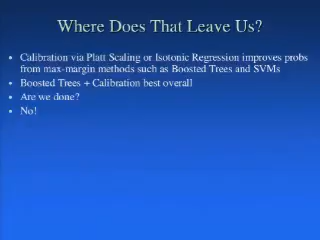 Where Does That Leave Us?
• Calibration via Platt Scaling or Isotonic Regression improves probs
from max-margin methods such as Boosted Trees and SVMs
• Boosted Trees + Calibration best overall
• Are we done?
• No!